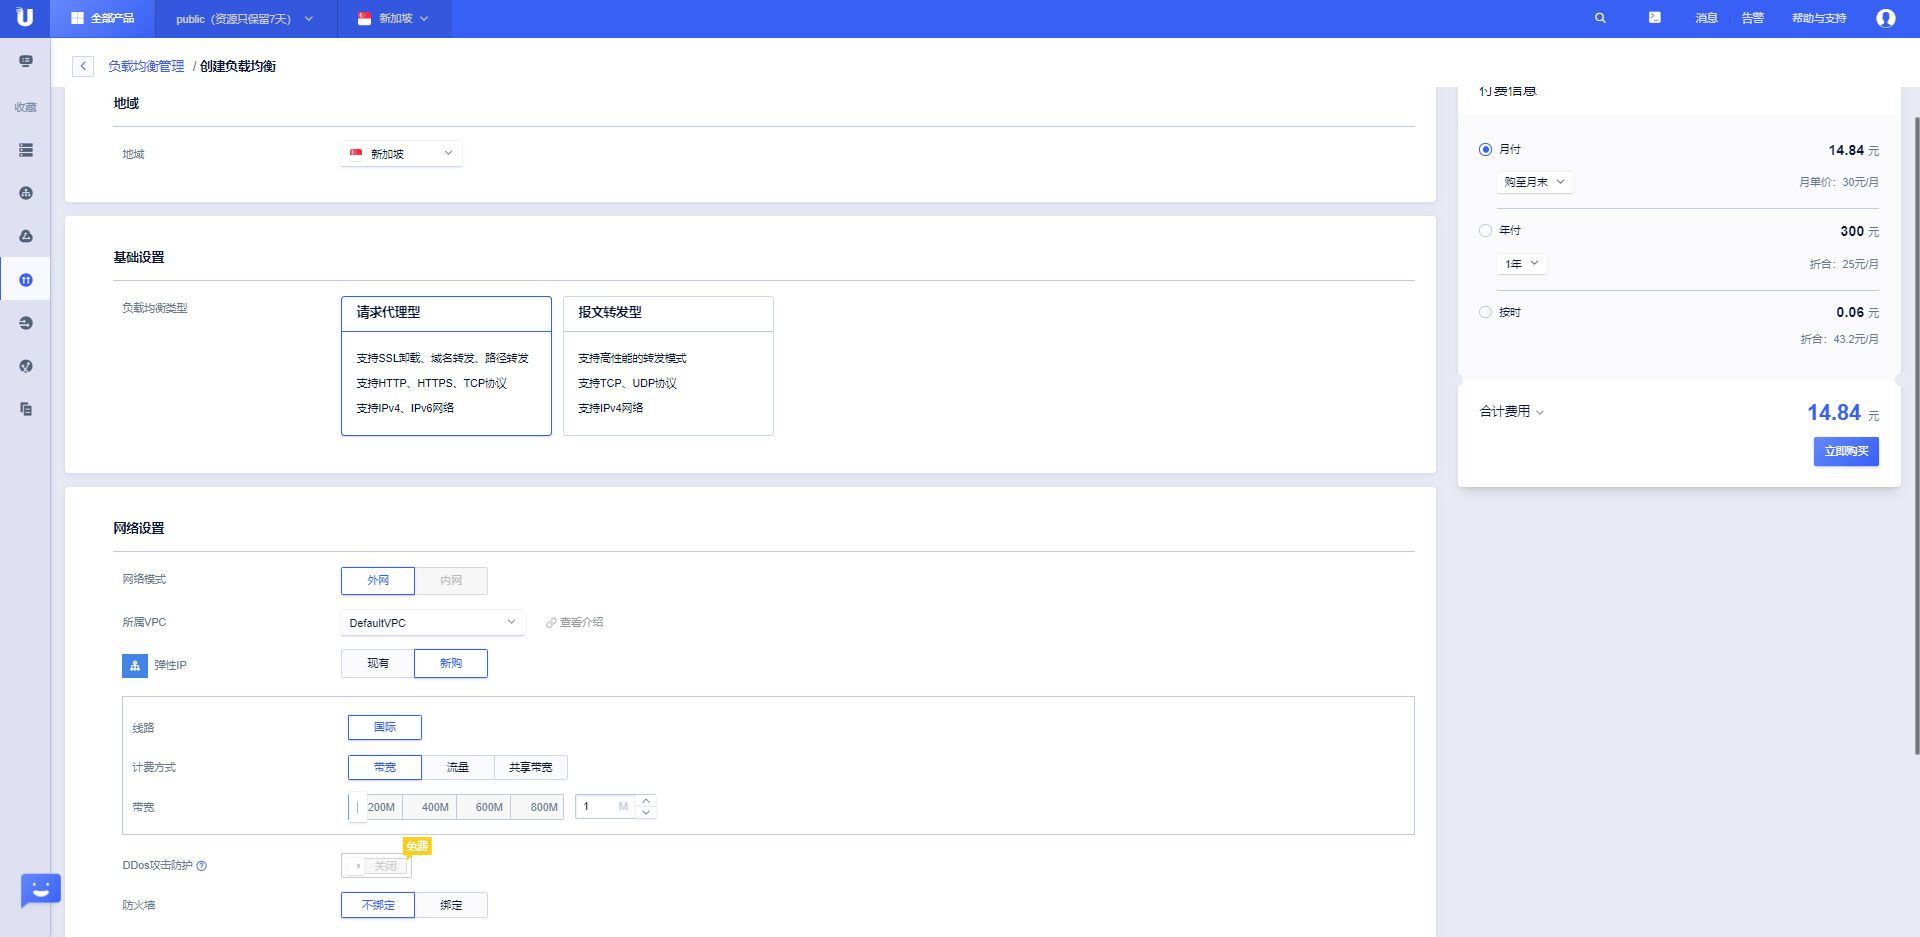 U
全部产品
public（资源只保留7天）
新加坡
消息
告警
帮助与支持
负载均衡管理 / 创建负载均衡
收藏
地域
地域
新加坡
基础设置
负载均衡类型
请求代理型
支持SSL卸载、域名转发、路径转发
支持HTTP、HTTPS、TCP协议
支持IPv4、IPv6网络
报文转发型
支持高性能的转发模式
支持TCP、UDP协议
支持IPv4网络
网络设置
网络模式
外网
内网
所属VPC
DefaultVPC
查看介绍
弹性IP
现有
新购
线路
国际
计费方式
带宽
流量
共享带宽
带宽
200M
400M
600M
800M
1 M
免费
DDos攻击防护
关闭
防火墙
不绑定
绑定
付费信息
月付
14.84 元
购至月末
月单价：30元/月
年付
300 元
1年
折合：25元/月
按时
0.06 元
折合：43.2元/月
合计费用
14.84 元
立即购买